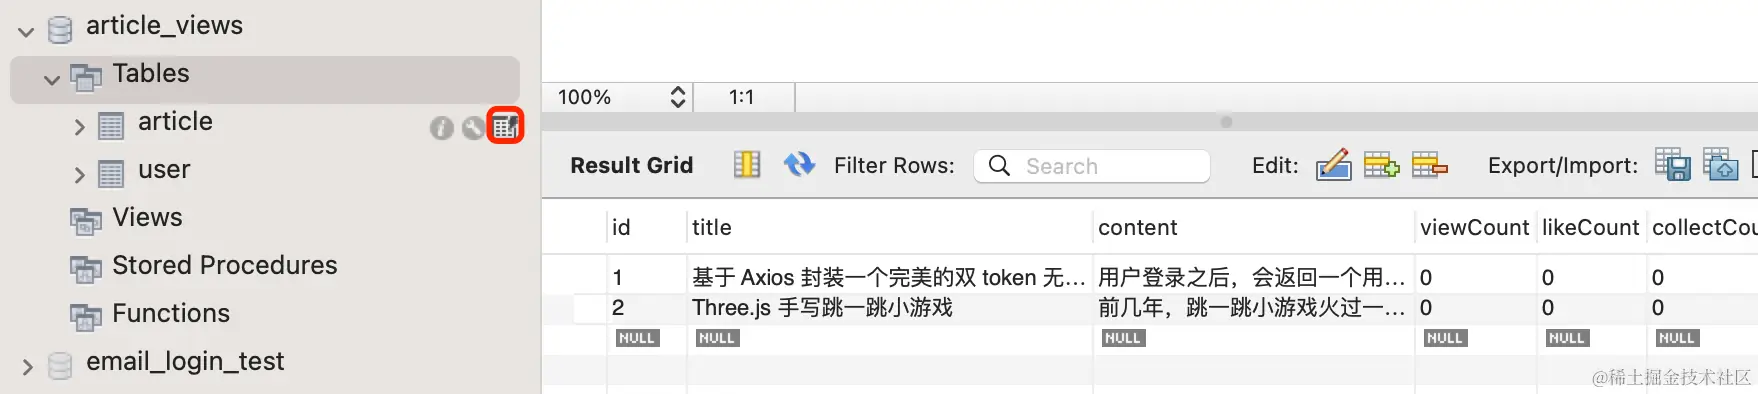 article_views
Tables
article
user
Views
Stored Procedures
Functions
email_login_test
100% 1:1
Result Grid Filter Rows: Search Edit: Export/Import:
id title content viewCount likeCount collectCou
1 基于 Axios 封装一个完美的双 token 无... 用户登录之后，会返回一个用... 0 0 0
2 Three.js 手写跳一跳小游戏 前几年，跳一跳小游戏火过一... 0 0 0
NULL NULL NULL NULL NULL NULL
@稀土掘金技术社区